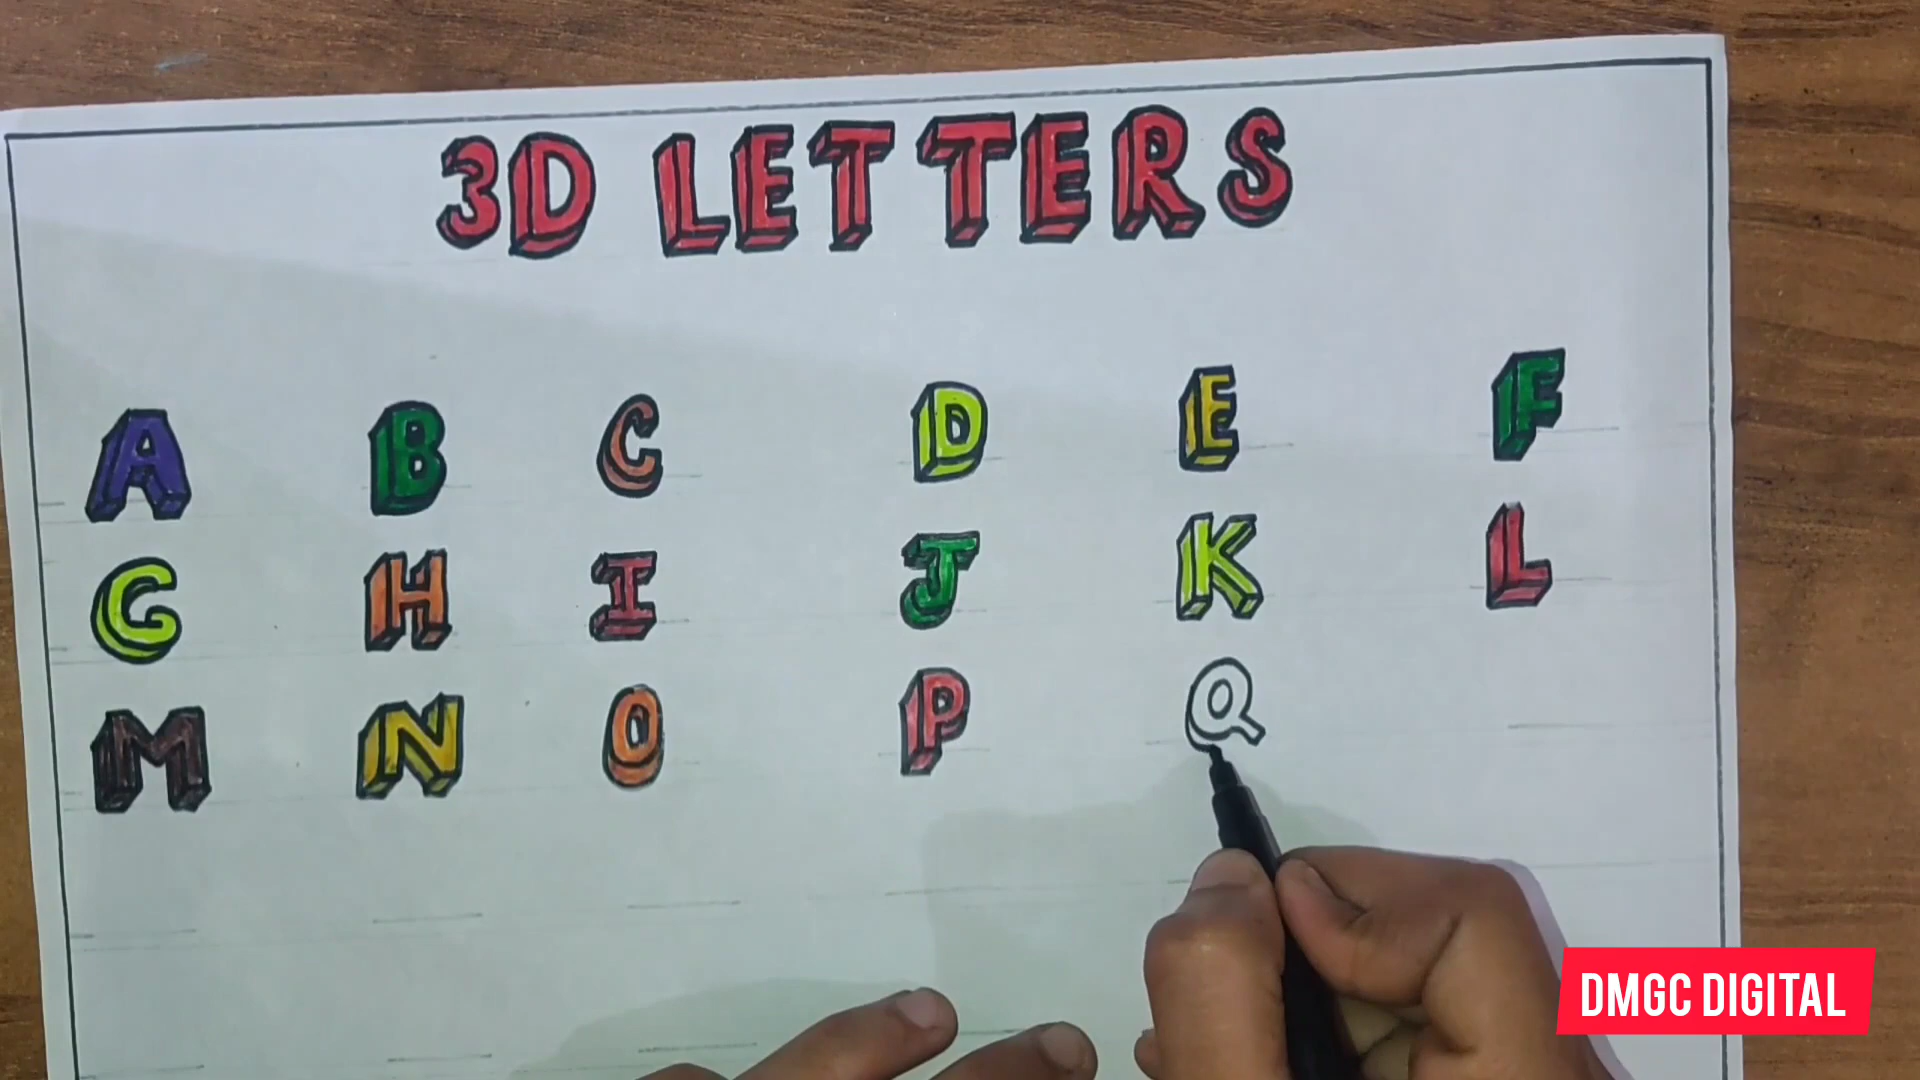 3D LETTERS
A B C D E F
G H I J K L
M N O P Q
DMGC DIGITAL